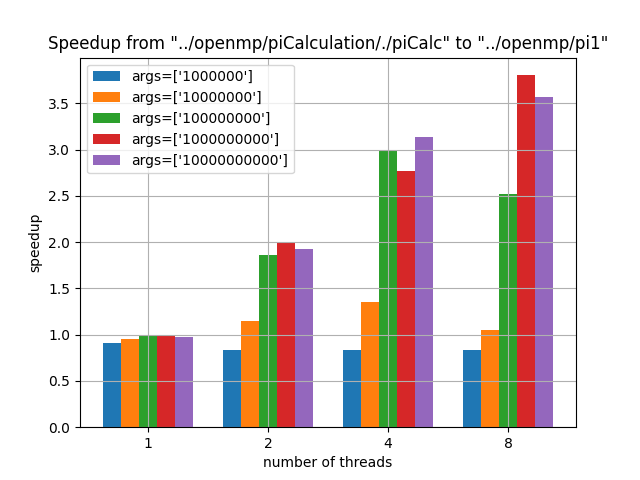 Speedup from "../openmp/piCalculation/./piCalc" to "../openmp/pi1"
args=['1000000']
args=['10000000']
args=['100000000']
args=['1000000000']
args=['10000000000']
3.5
3.0
2.5
2.0
1.5
1.0
0.5
0.0
speedup
1 2 4 8
number of threads